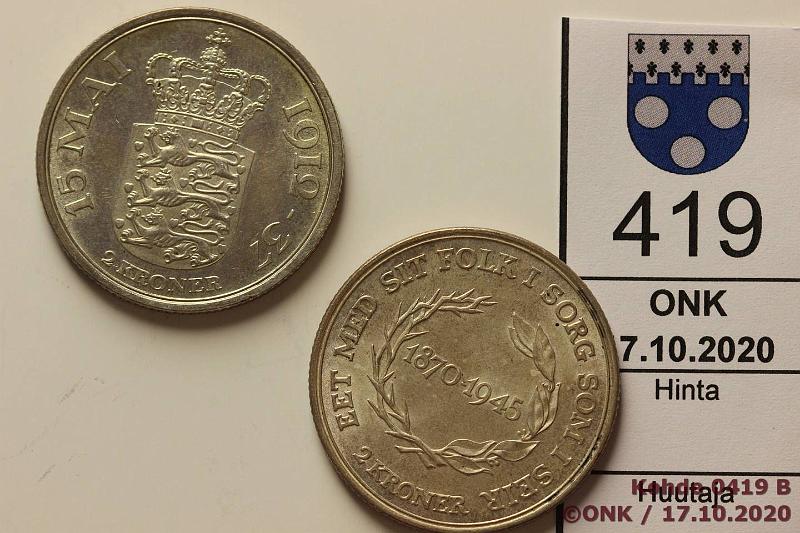 15 MAI 1912 - 37
2 KRONER
EET MED SIT FOLK I SORG SOM I SEJR
1870-1945
2 KRONER
419
ONK
7.10.2020
Hinta
Huutaja
Kohde 0419 B
©ONK / 17.10.2020